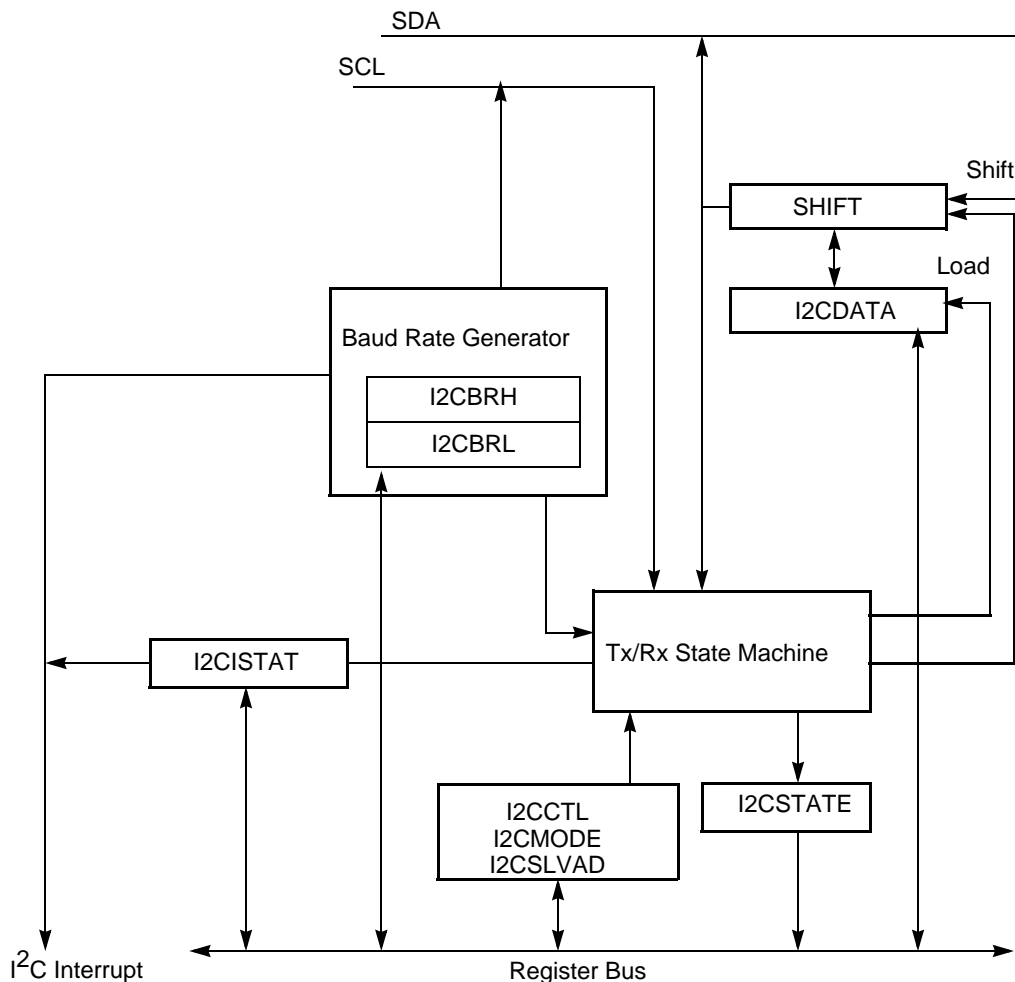 SDA
SCL
Shift
SHIFT
Load
I2CDATA
Baud Rate Generator
I2CBRH
I2CBRL
I2CISTAT
Tx/Rx State Machine
I2CCTL
I2CMODE
I2CSLVAD
I2CSTATE
I²C Interrupt
Register Bus